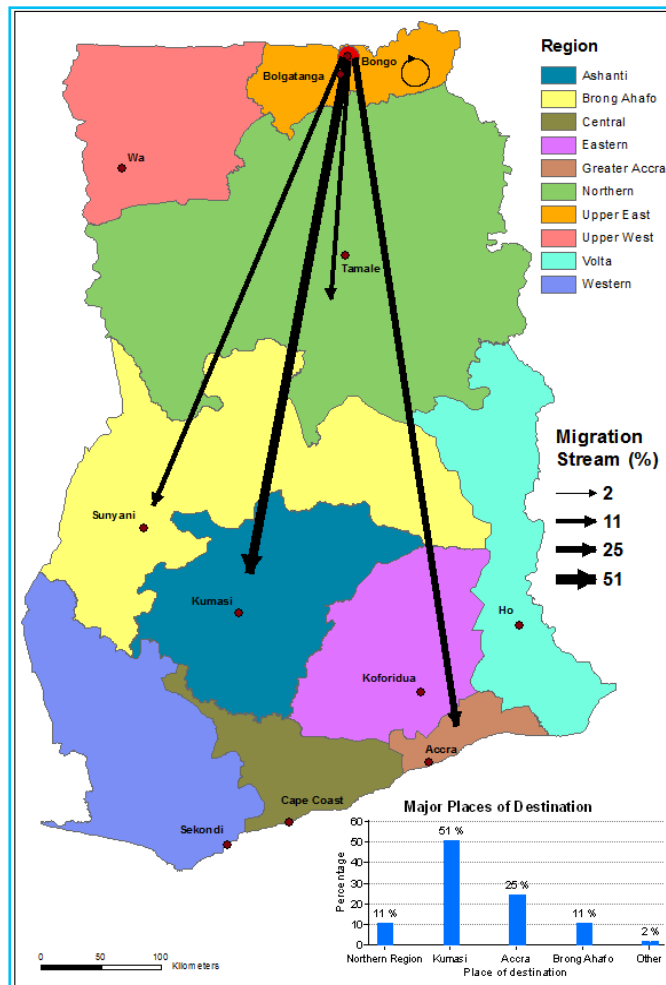 Region
Ashanti
Brong Ahafo
Central
Eastern
Greater Accra
Northern
Upper East
Upper West
Volta
Western
Bongo
Bolgatanga
Wa
Tamale
Migration
Stream (%)
2
11
25
51
Sunyani
Kumasi
Ho
Koforidua
Accra
Cape Coast
Sekondi
Major Places of Destination
Percentage
60
50
40
30
20
10
0
11 %
51 %
25 %
11 %
2 %
Northern Region
Kumasi
Accra
Brong Ahafo
Other
Place of destination
0 50 100
Kilometers